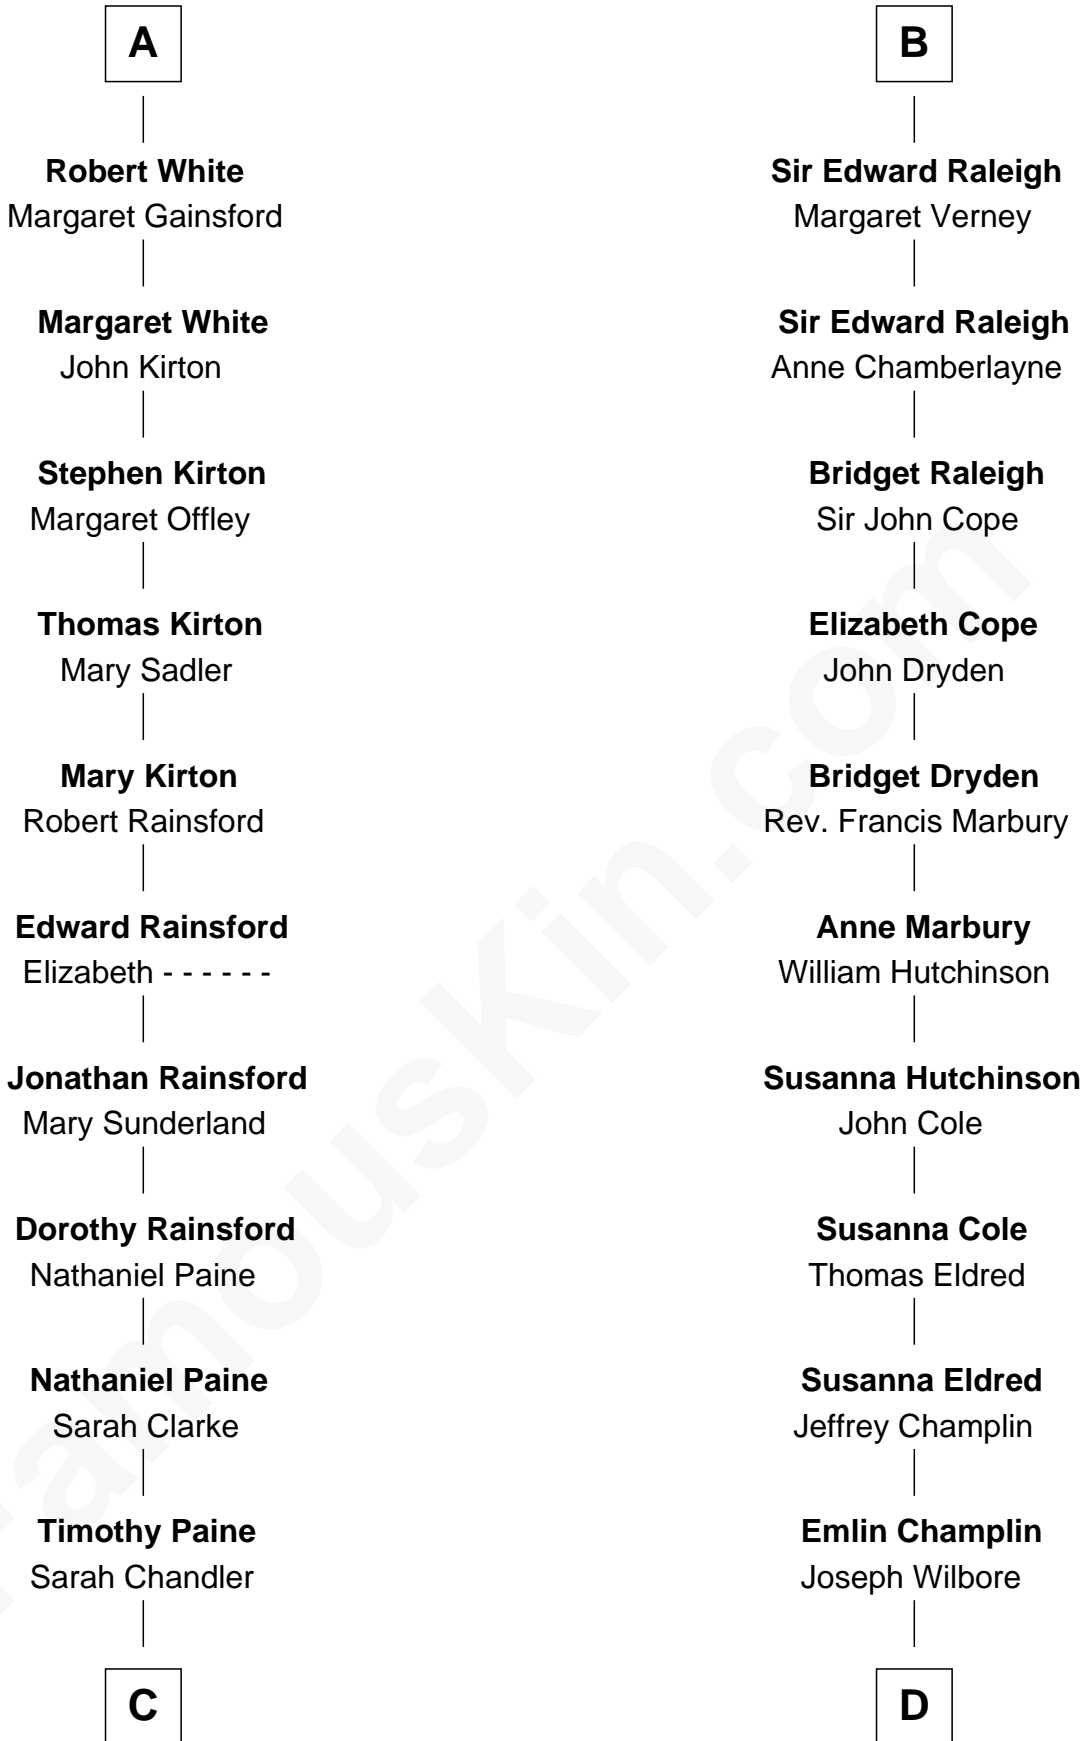 A
Robert White
Margaret Gainsford
Margaret White
John Kirton
Stephen Kirton
Margaret Offley
Thomas Kirton
Mary Sadler
Mary Kirton
Robert Rainsford
Edward Rainsford
Elizabeth - - - - - -
Jonathan Rainsford
Mary Sunderland
Dorothy Rainsford
Nathaniel Paine
Nathaniel Paine
Sarah Clarke
Timothy Paine
Sarah Chandler
C
B
Sir Edward Raleigh
Margaret Verney
Sir Edward Raleigh
Anne Chamberlayne
Bridget Raleigh
Sir John Cope
Elizabeth Cope
John Dryden
Bridget Dryden
Rev. Francis Marbury
Anne Marbury
William Hutchinson
Susanna Hutchinson
John Cole
Susanna Cole
Thomas Eldred
Susanna Eldred
Jeffrey Champlin
Emlin Champlin
Joseph Wilbore
D
FamousKin.com